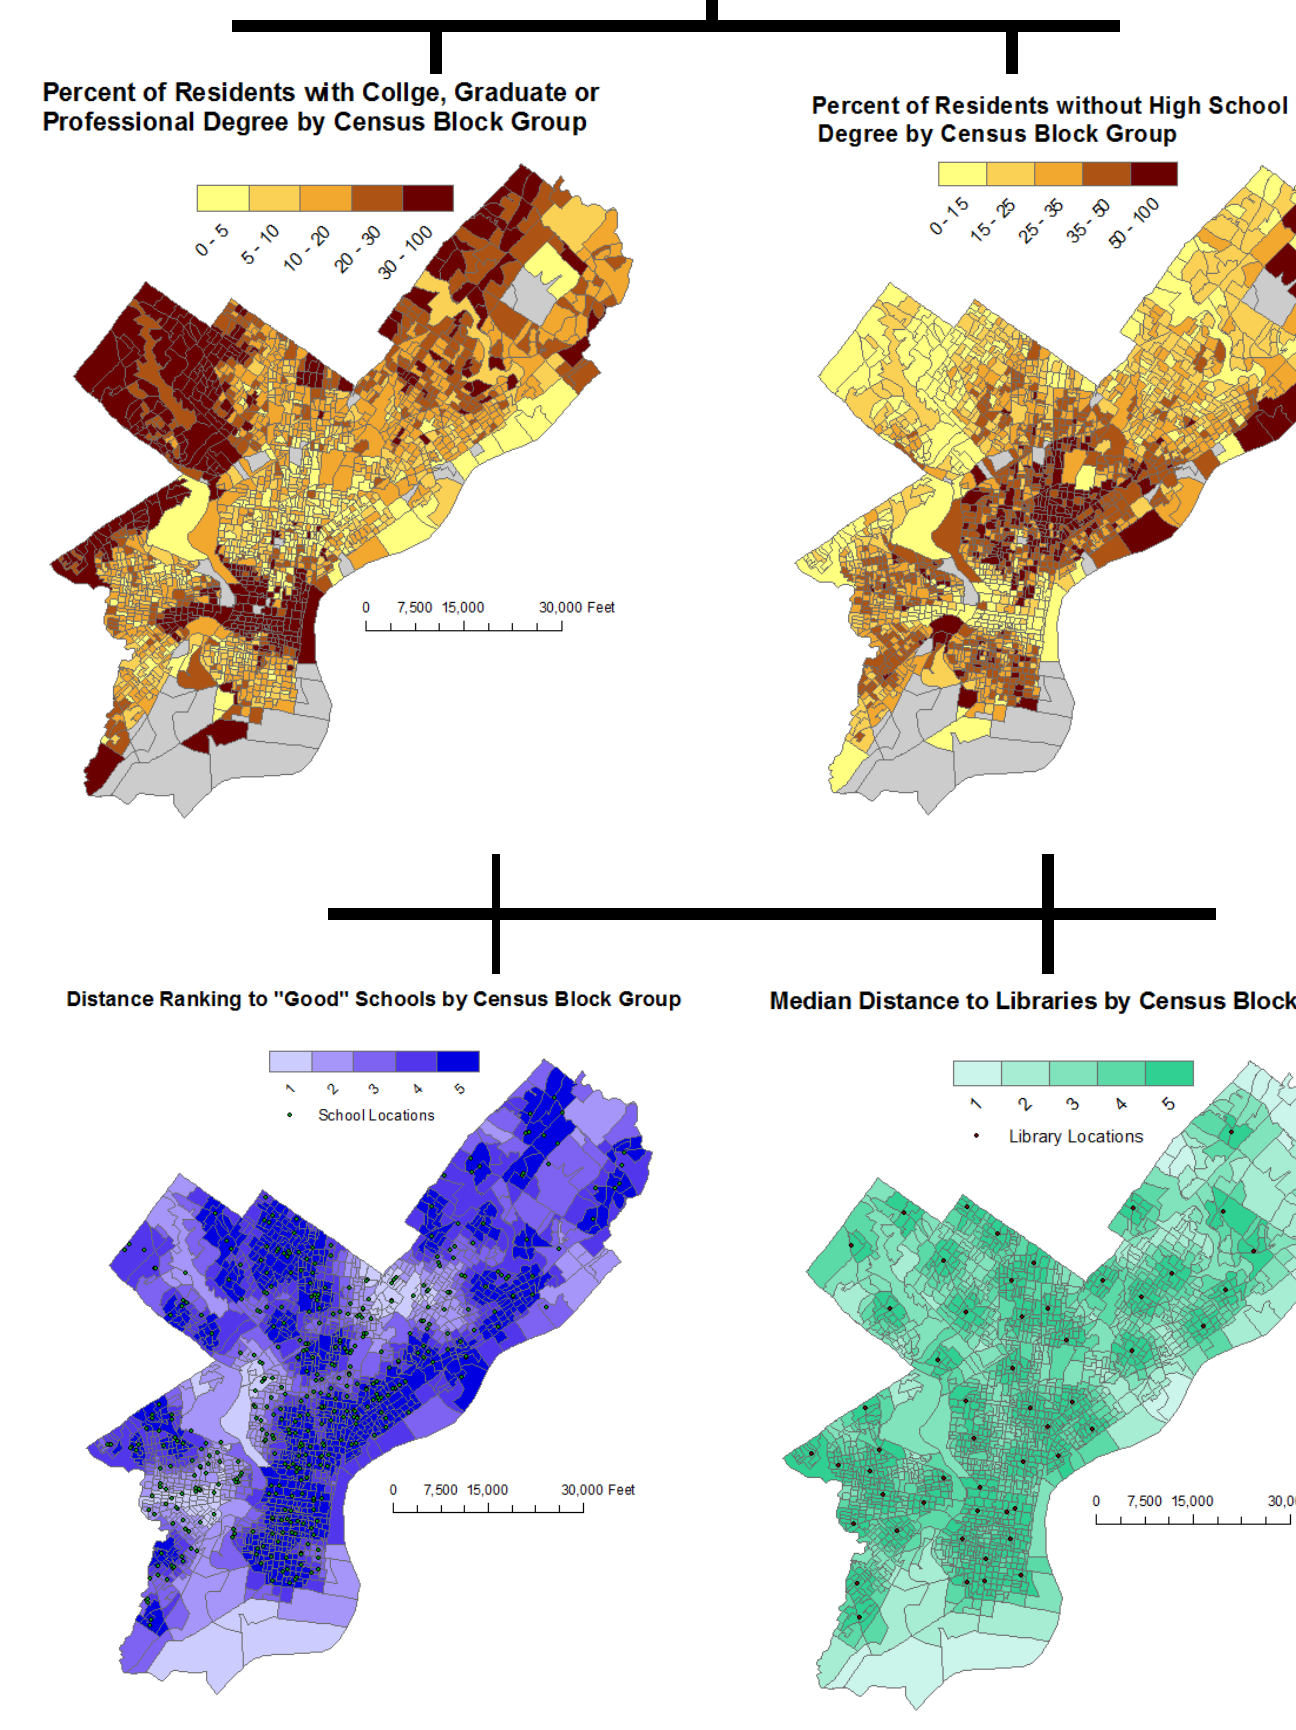 Percent of Residents with Collge, Graduate or
Professional Degree by Census Block Group
0 - 5
5 - 10
10 - 20
20 - 30
30 - 100
0 7,500 15,000 30,000 Feet
Percent of Residents without High School
Degree by Census Block Group
0 - 15
15 - 25
25 - 35
35 - 50
50 - 100
Distance Ranking to "Good" Schools by Census Block Group
1 2 3 4 5
School Locations
0 7,500 15,000 30,000 Feet
Median Distance to Libraries by Census Block
1 2 3 4 5
Library Locations
0 7,500 15,000 30,0